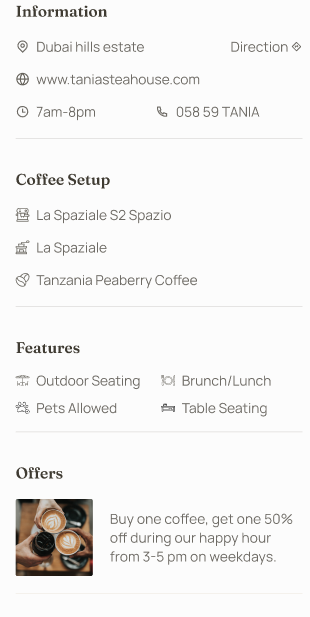 Information
Dubai hills estate Direction
www.taniasteahouse.com
7am-8pm 058 59 TANIA
Coffee Setup
La Spaziale S2 Spazio
La Spaziale
Tanzania Peaberry Coffee
Features
Outdoor Seating Brunch/Lunch
Pets Allowed Table Seating
Offers
Buy one coffee, get one 50%
off during our happy hour
from 3-5 pm on weekdays.